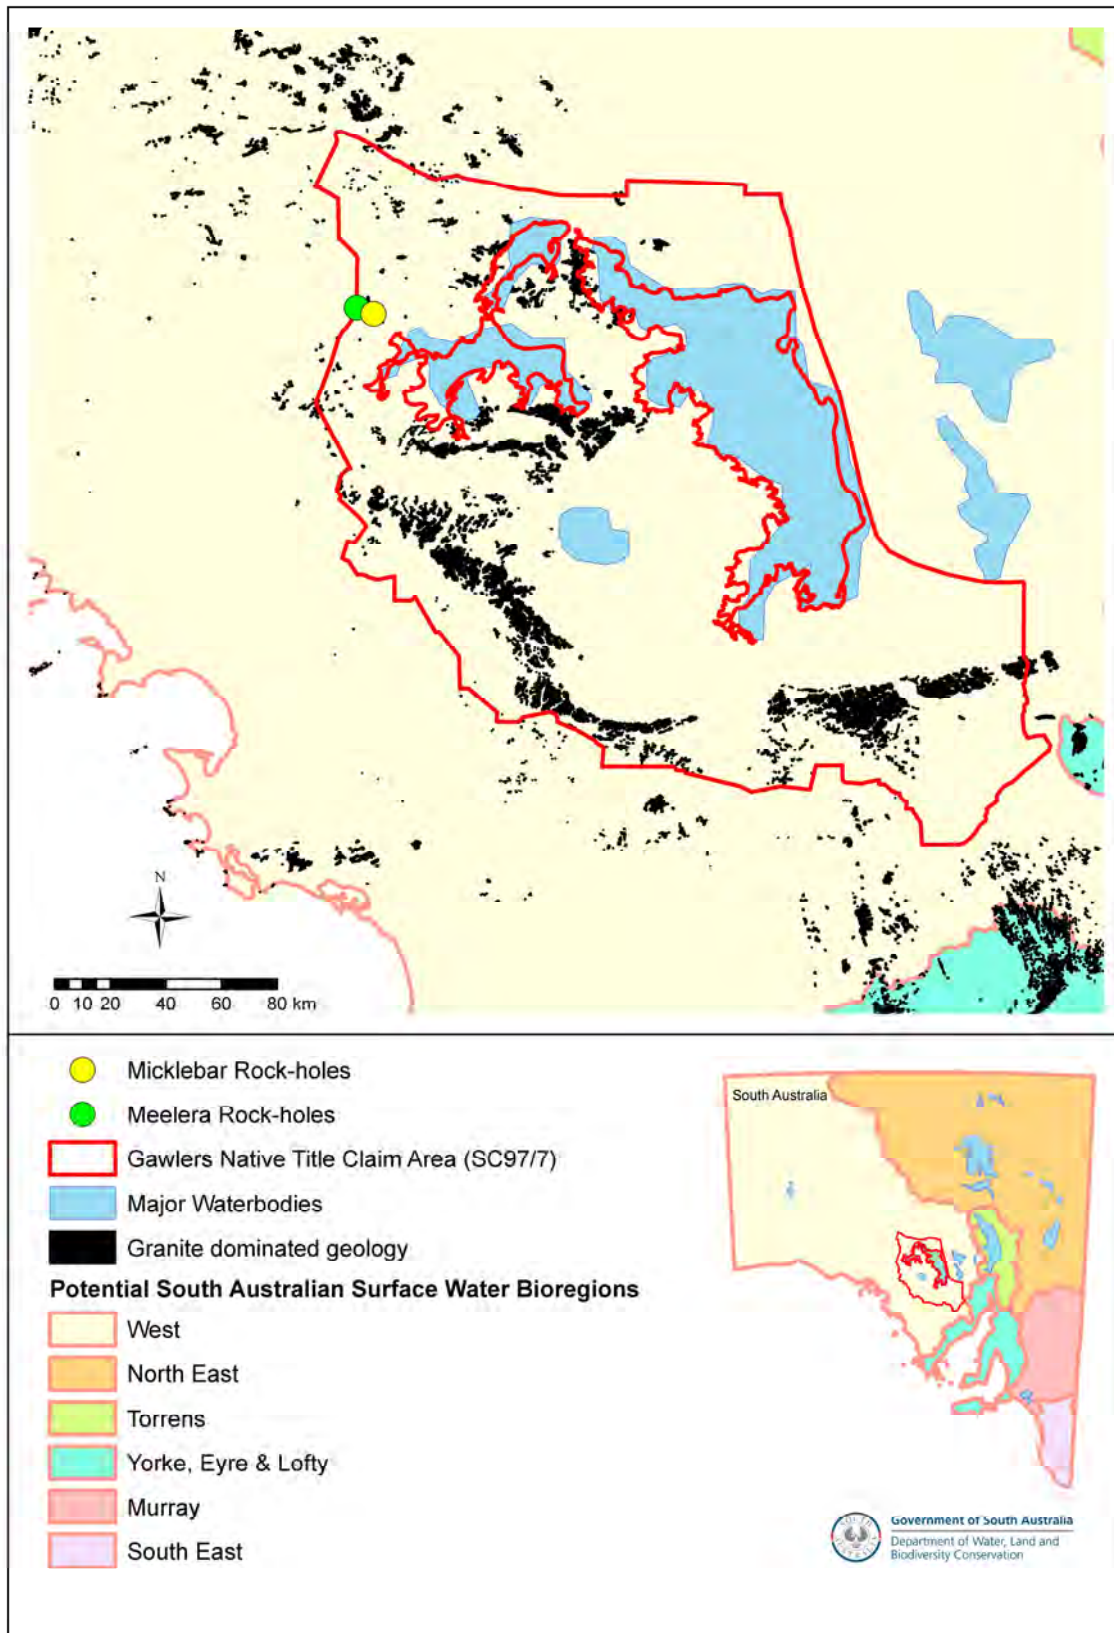 N
0 10 20 40 60 80 km
Micklebar Rock-holes
Meelera Rock-holes
Gawlers Native Title Claim Area (SC97/7)
Major Waterbodies
Granite dominated geology
Potential South Australian Surface Water Bioregions
West
North East
Torrens
Yorke, Eyre & Lofty
Murray
South East
South Australia
Government of South Australia
Department of Water, Land and
Biodiversity Conservation